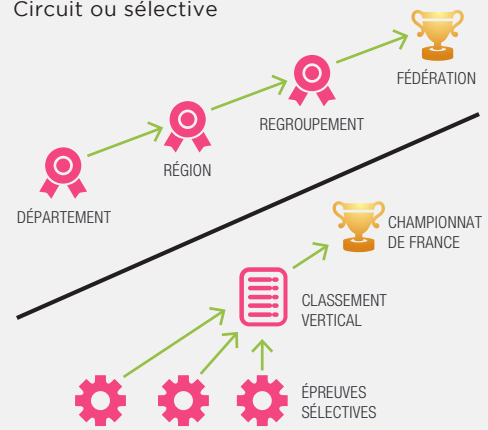 Circuit ou sélective
FÉDÉRATION
REGROUPEMENT
RÉGION
DÉPARTEMENT
CHAMPIONNAT
DE FRANCE
CLASSEMENT
VERTICAL
ÉPREUVES
SÉLECTIVES